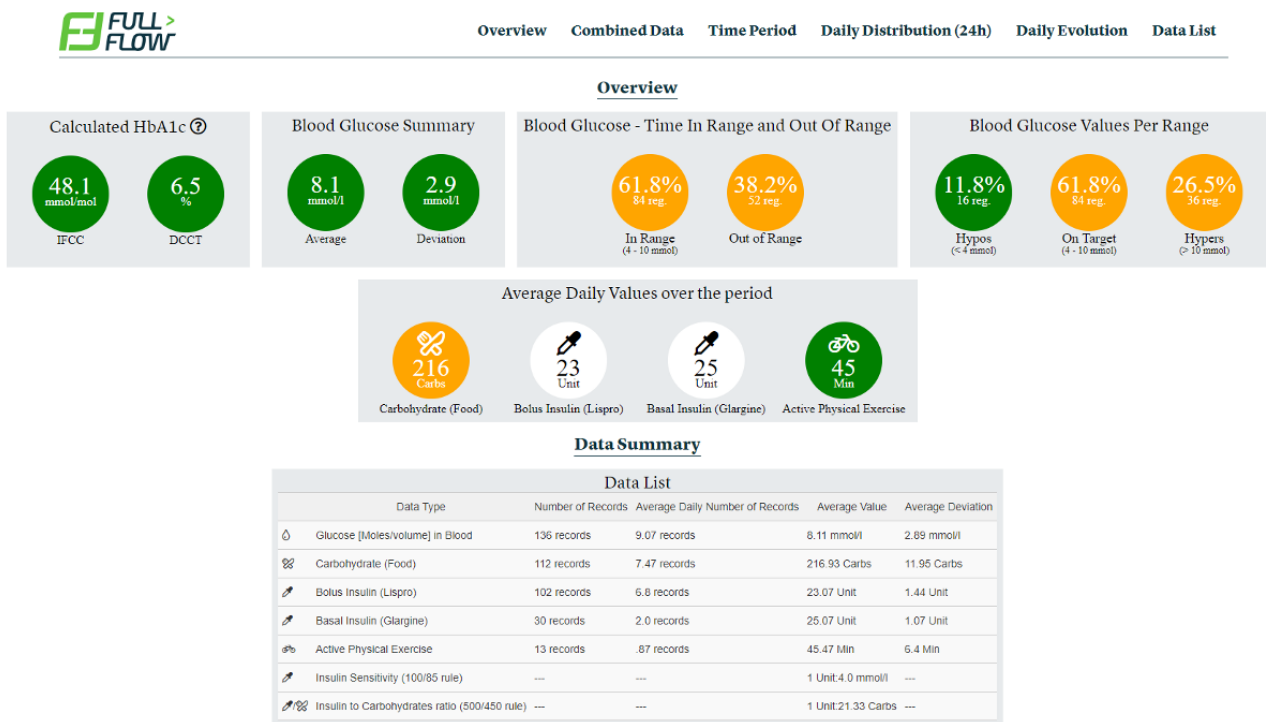 FULL >
FLOW
Overview Combined Data Time Period Daily Distribution (24h) Daily Evolution Data List
Overview
Calculated HbA1c ?
48.1
mmol/mol
IFCC
6.5
%
DCCT
Blood Glucose Summary
8.1
mmol/l
Average
2.9
mmol/l
Deviation
Blood Glucose - Time In Range and Out Of Range
61.8%
84 reg.
In Range
(4 - 10 mmol)
38.2%
52 reg.
Out of Range
Blood Glucose Values Per Range
11.8%
16 reg.
Hypos
(< 4 mmol)
61.8%
84 reg.
On Target
(4 - 10 mmol)
26.5%
36 reg.
Hypers
(> 10 mmol)
Average Daily Values over the period
216
Carbs
Carbohydrate (Food)
23
Unit
Bolus Insulin (Lispro)
25
Unit
Basal Insulin (Glargine)
45
Min
Active Physical Exercise
Data Summary
Data List
Data Type Number of Records Average Daily Number of Records Average Value Average Deviation
Glucose [Moles/volume] in Blood 136 records 9.07 records 8.11 mmol/l 2.89 mmol/l
Carbohydrate (Food) 112 records 7.47 records 216.93 Carbs 11.95 Carbs
Bolus Insulin (Lispro) 102 records 6.8 records 23.07 Unit 1.44 Unit
Basal Insulin (Glargine) 30 records 2.0 records 25.07 Unit 1.07 Unit
Active Physical Exercise 13 records .87 records 45.47 Min 6.4 Min
Insulin Sensitivity (100/85 rule) --- --- 1 Unit:4.0 mmol/l ---
Insulin to Carbohydrates ratio (500/450 rule) --- --- 1 Unit:21.33 Carbs ---